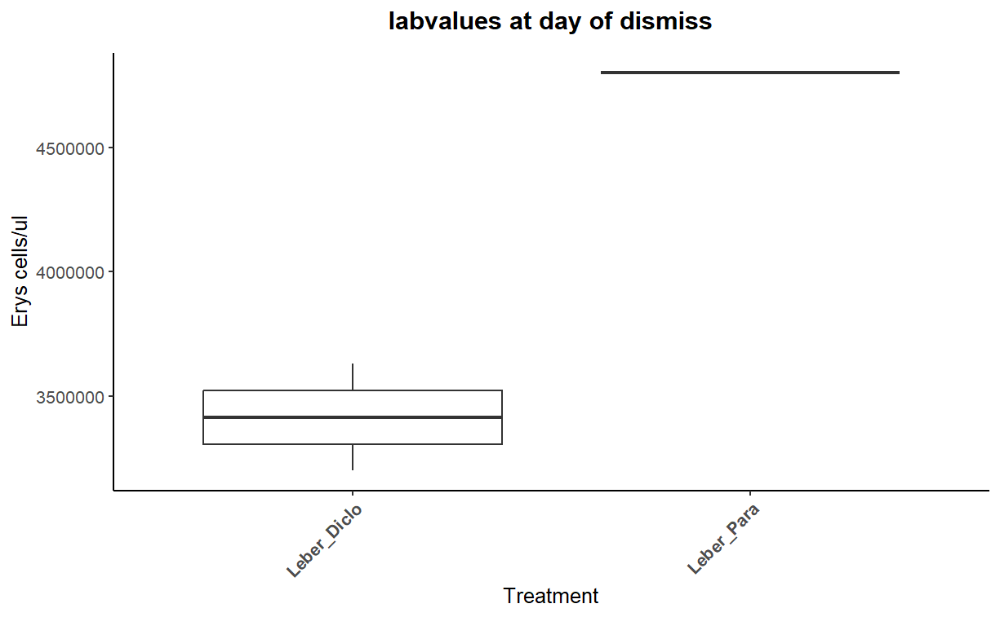 labvalues at day of dismiss
Erys cells/ul
4500000
4000000
3500000
Leber_Diclo
Leber_Para
Treatment